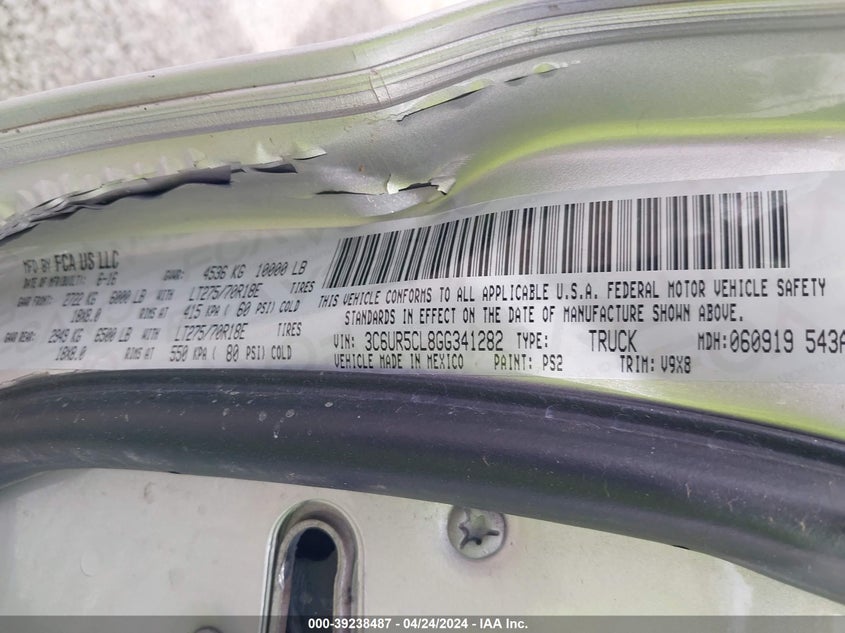 MFD BY FCA US LLC
DATE OF MFR/BUILT: 6-16 GVWR: 4536 KG 10000 LB
GAWR FRONT: 2722 KG 6000 LB WITH LT275/70R18E TIRES
18X8.0 RIMS AT 415 KPA ( 60 PSI) COLD
GAWR REAR: 2949 KG 6500 LB WITH LT275/70R18E TIRES
18X8.0 RIMS AT 550 KPA ( 80 PSI) COLD
THIS VEHICLE CONFORMS TO ALL APPLICABLE U.S.A. FEDERAL MOTOR VEHICLE SAFETY
STANDARDS IN EFFECT ON THE DATE OF MANUFACTURE SHOWN ABOVE.
VIN: 3C6UR5CL8GG341282 TYPE: TRUCK MDH: 060919 543A
VEHICLE MADE IN MEXICO PAINT: PS2 TRIM: V9X8
000-39238487 - 04/24/2024 - IAA Inc.